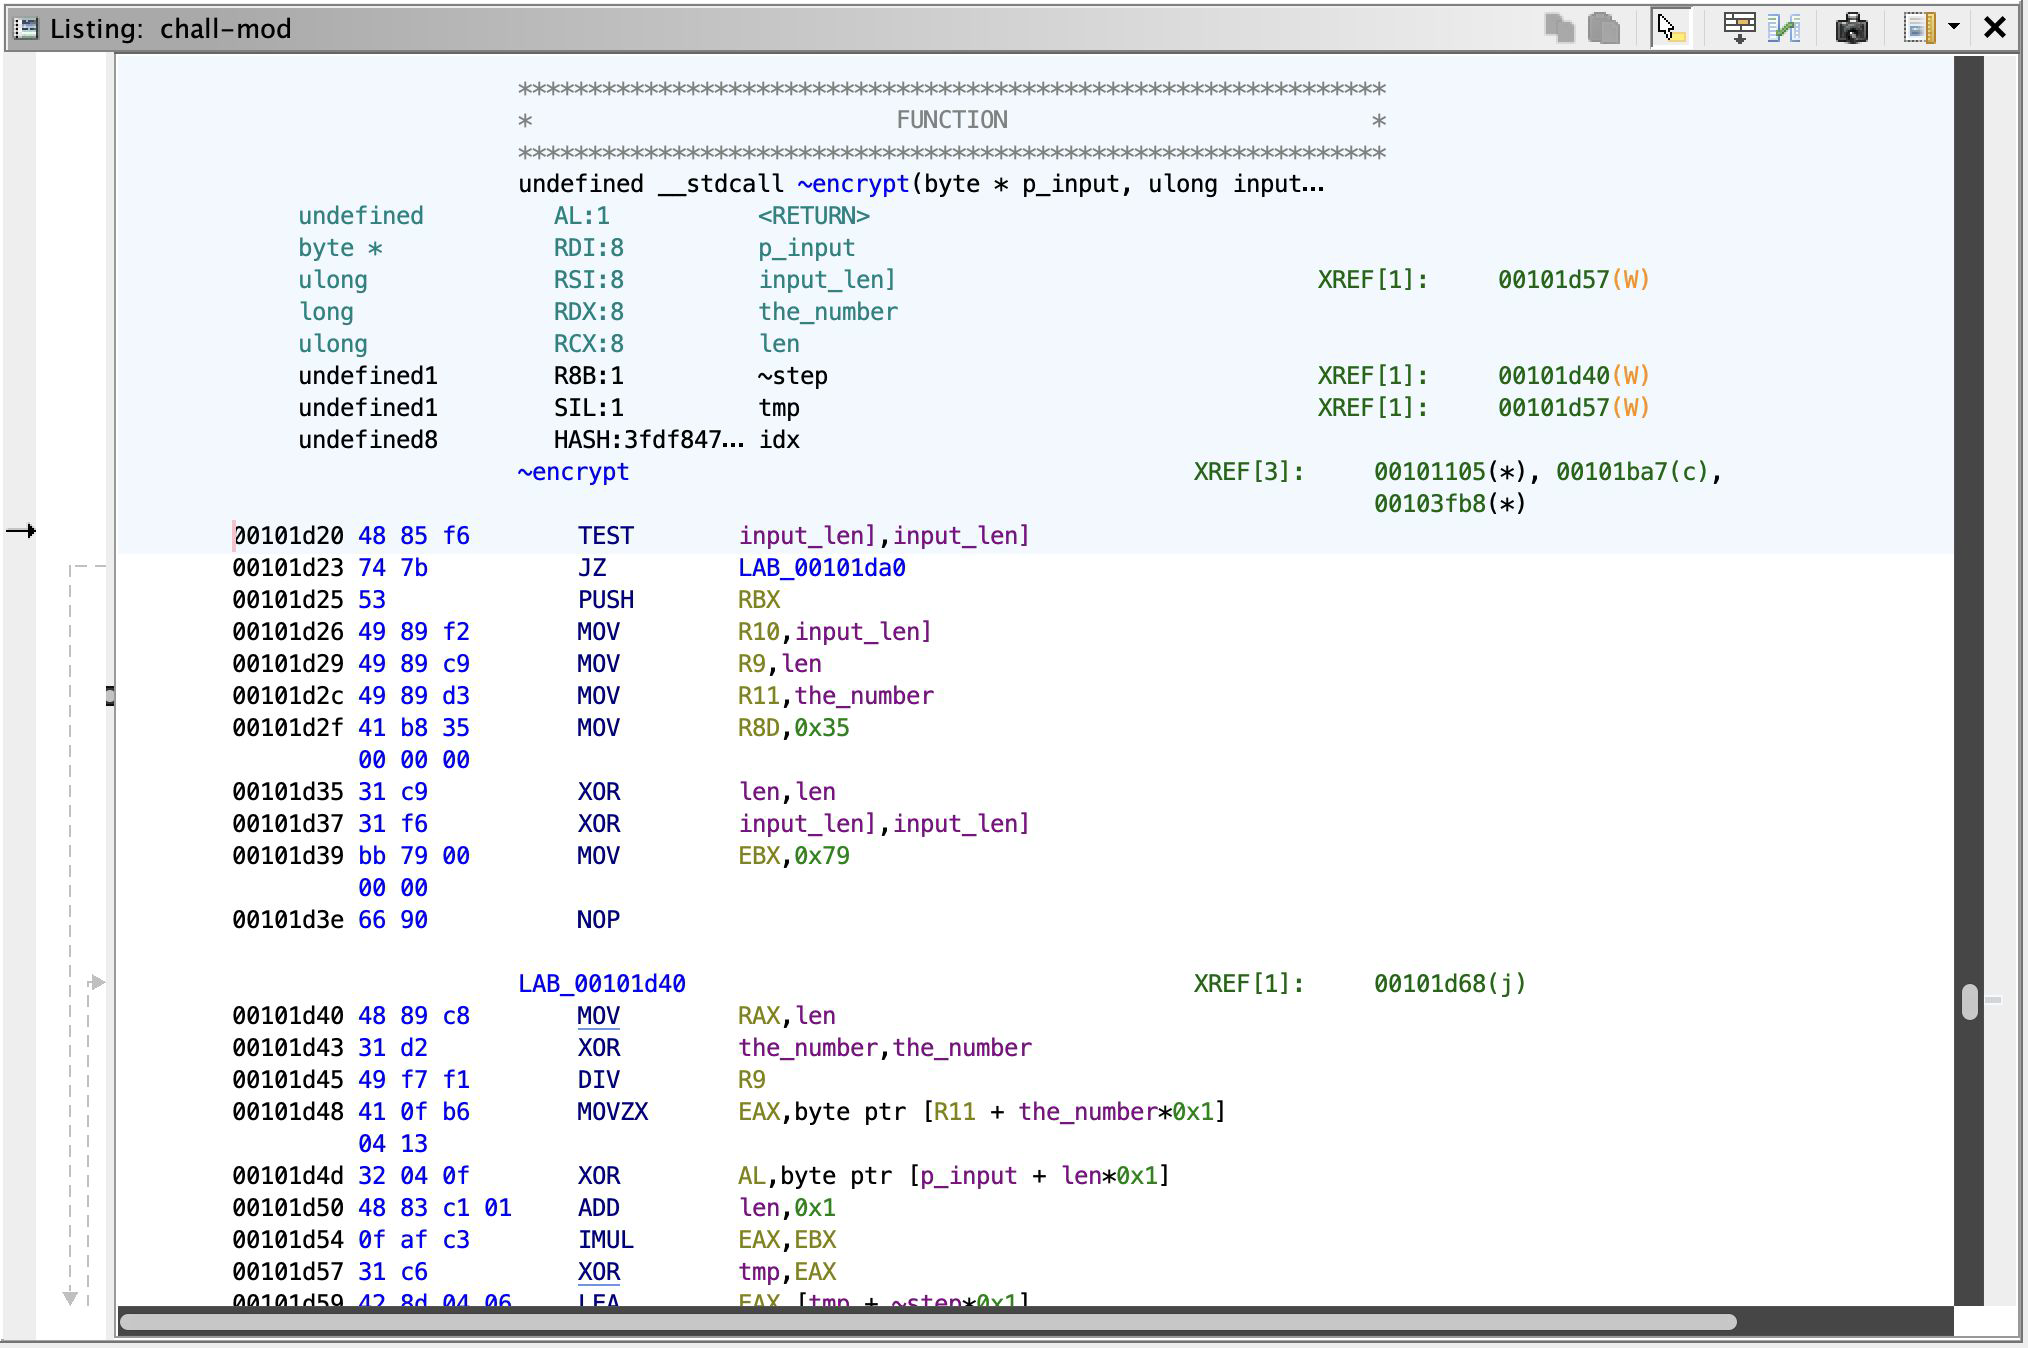 Listing: chall-mod
**************************************************************
* FUNCTION *
**************************************************************
undefined __stdcall ~encrypt(byte * p_input, ulong input...
undefined AL:1 <RETURN>
byte * RDI:8 p_input
ulong RSI:8 input_len] XREF[1]: 00101d57(W)
long RDX:8 the_number
ulong RCX:8 len
undefined1 R8B:1 ~step XREF[1]: 00101d40(W)
undefined1 SIL:1 tmp XREF[1]: 00101d57(W)
undefined8 HASH:3fdf847... idx
~encrypt XREF[3]: 00101105(*), 00101ba7(c),
00103fb8(*)
00101d20 48 85 f6 TEST input_len],input_len]
00101d23 74 7b JZ LAB_00101da0
00101d25 53 PUSH RBX
00101d26 49 89 f2 MOV R10,input_len]
00101d29 49 89 c9 MOV R9,len
00101d2c 49 89 d3 MOV R11,the_number
00101d2f 41 b8 35 MOV R8D,0x35
00 00 00
00101d35 31 c9 XOR len,len
00101d37 31 f6 XOR input_len],input_len]
00101d39 bb 79 00 MOV EBX,0x79
00 00
00101d3e 66 90 NOP
LAB_00101d40 XREF[1]: 00101d68(j)
00101d40 48 89 c8 MOV RAX,len
00101d43 31 d2 XOR the_number,the_number
00101d45 49 f7 f1 DIV R9
00101d48 41 0f b6 MOVZX EAX,byte ptr [R11 + the_number*0x1]
04 13
00101d4d 32 04 0f XOR AL,byte ptr [p_input + len*0x1]
00101d50 48 83 c1 01 ADD len,0x1
00101d54 0f af c3 IMUL EAX,EBX
00101d57 31 c6 XOR tmp,EAX
00101d59 42 8d 04 06 LEA EAX,[tmp + ~step*0x1]